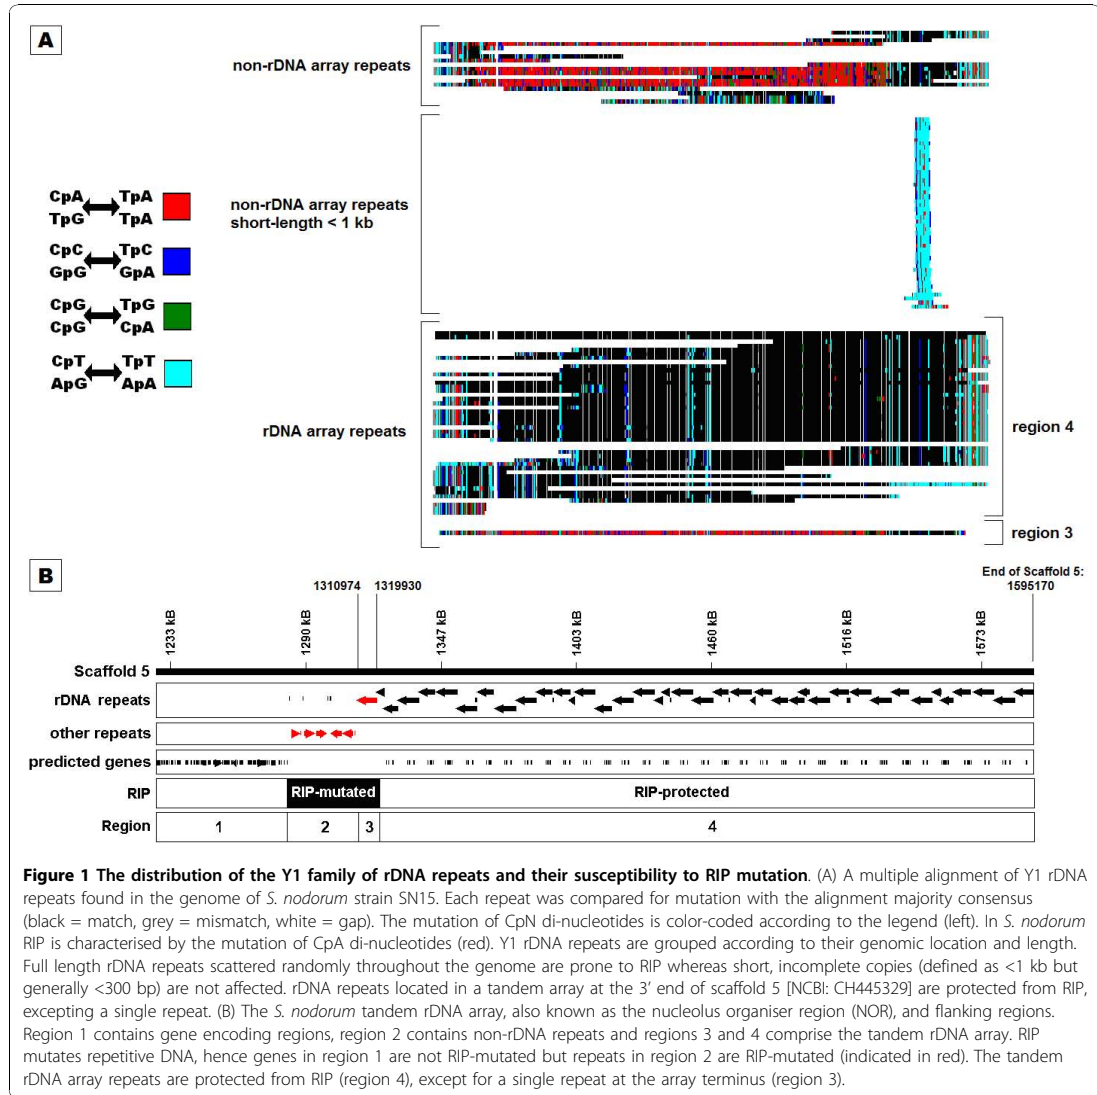 A
non-rDNA array repeats
CpA TpA
TpG TpA
CpC TpC
GpG GpA
CpG TpG
CpG CpA
CpT TpT
ApG ApA
non-rDNA array repeats
short-length < 1 kb
rDNA array repeats
region 4
region 3
B
1310974 1319930
End of Scaffold 5:
1595170
1233 kB 1290 kB 1347 kB 1403 kB 1460 kB 1516 kB 1573 kB
Scaffold 5
rDNA repeats
other repeats
predicted genes
RIP RIP-mutated RIP-protected
Region 1 2 3 4
Figure 1 The distribution of the Y1 family of rDNA repeats and their susceptibility to RIP mutation. (A) A multiple alignment of Y1 rDNA
repeats found in the genome of S. nodorum strain SN15. Each repeat was compared for mutation with the alignment majority consensus
(black = match, grey = mismatch, white = gap). The mutation of CpN di-nucleotides is color-coded according to the legend (left). In S. nodorum
RIP is characterised by the mutation of CpA di-nucleotides (red). Y1 rDNA repeats are grouped according to their genomic location and length.
Full length rDNA repeats scattered randomly throughout the genome are prone to RIP whereas short, incomplete copies (defined as <1 kb but
generally <300 bp) are not affected. rDNA repeats located in a tandem array at the 3' end of scaffold 5 [NCBI: CH445329] are protected from RIP,
excepting a single repeat. (B) The S. nodorum tandem rDNA array, also known as the nucleolus organiser region (NOR), and flanking regions.
Region 1 contains gene encoding regions, region 2 contains non-rDNA repeats and regions 3 and 4 comprise the tandem rDNA array. RIP
mutates repetitive DNA, hence genes in region 1 are not RIP-mutated but repeats in region 2 are RIP-mutated (indicated in red). The tandem
rDNA array repeats are protected from RIP (region 4), except for a single repeat at the array terminus (region 3).